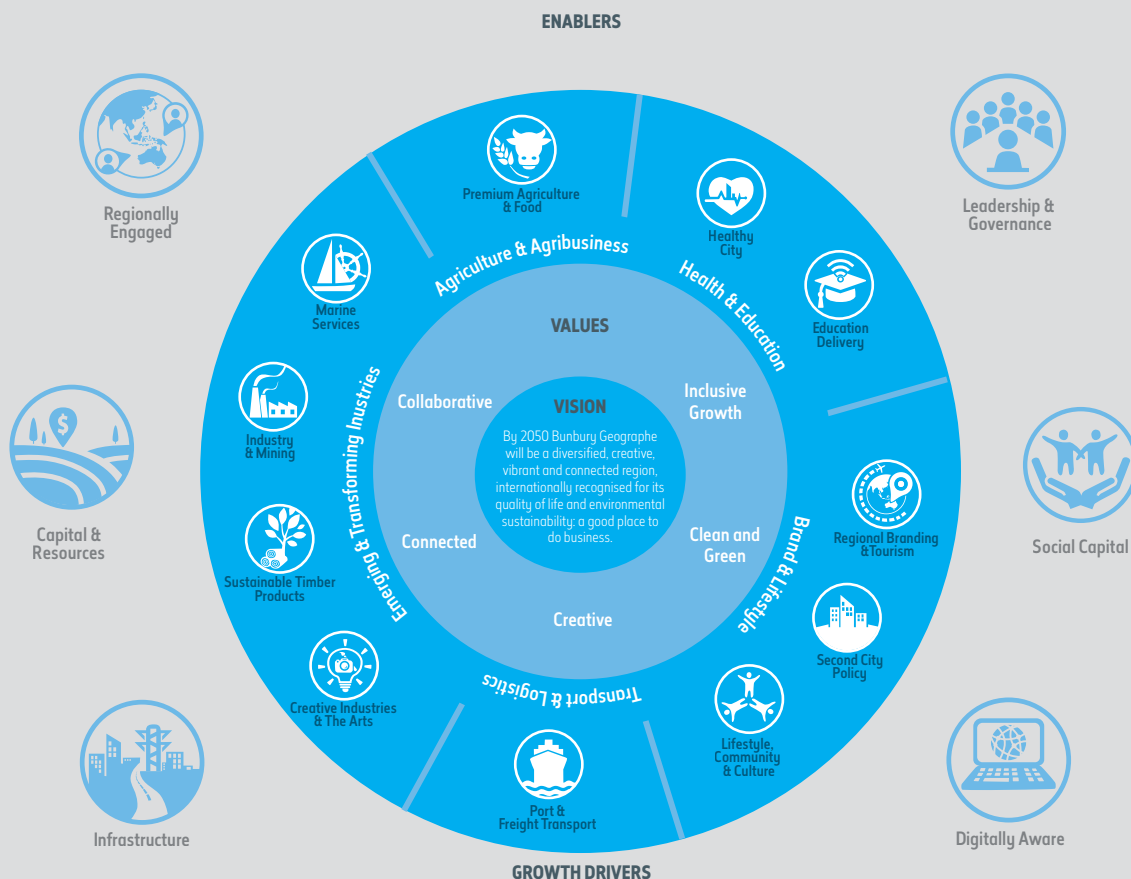 ENABLERS
Regionally
Engaged
Leadership &
Governance
Premium Agriculture
& Food
Healthy
City
Education
Delivery
Marine
Services
Agriculture & Agribusiness
Health & Education
VALUES
Collaborative
Inclusive
Growth
VISION
By 2050 Bunbury Geographe
will be a diversified, creative,
vibrant and connected region,
internationally recognised for its
quality of life and environmental
sustainability: a good place to
do business.
Connected
Clean and
Green
Creative
Industry
& Mining
Emerging & Transforming Inustries
Sustainable Timber
Products
Creative Industries
& The Arts
Capital &
Resources
Regional Branding
&Tourism
Brand & Lifestyle
Second City
Policy
Social Capital
Transport & Logistics
Lifestyle,
Community
& Culture
Port &
Freight Transport
Infrastructure
Digitally Aware
GROWTH DRIVERS
$